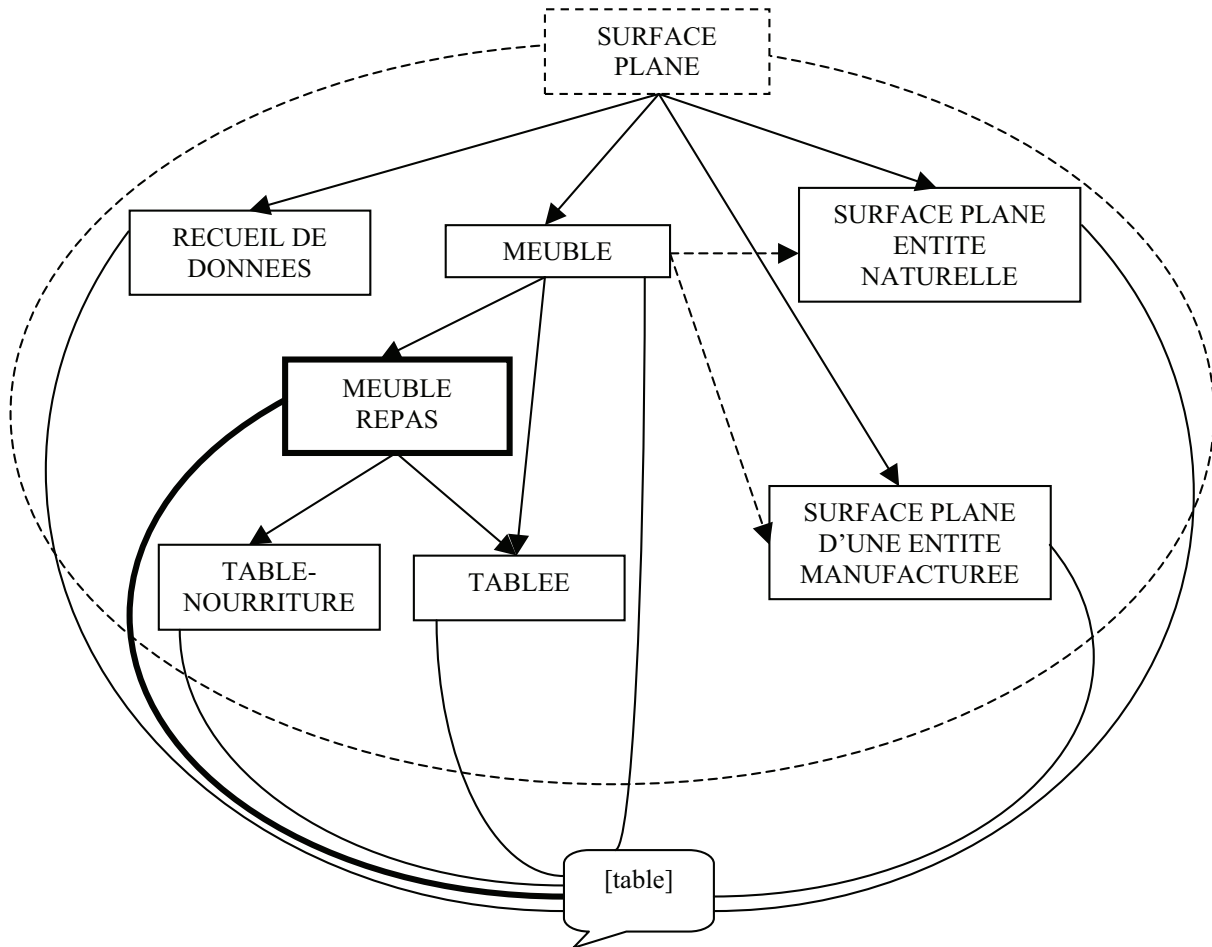 SURFACE
PLANE
RECUEIL DE
DONNEES
MEUBLE
SURFACE PLANE
ENTITE
NATURELLE
MEUBLE
REPAS
SURFACE PLANE
D'UNE ENTITE
MANUFACTUREE
TABLE-
NOURRITURE
TABLEE
[table]